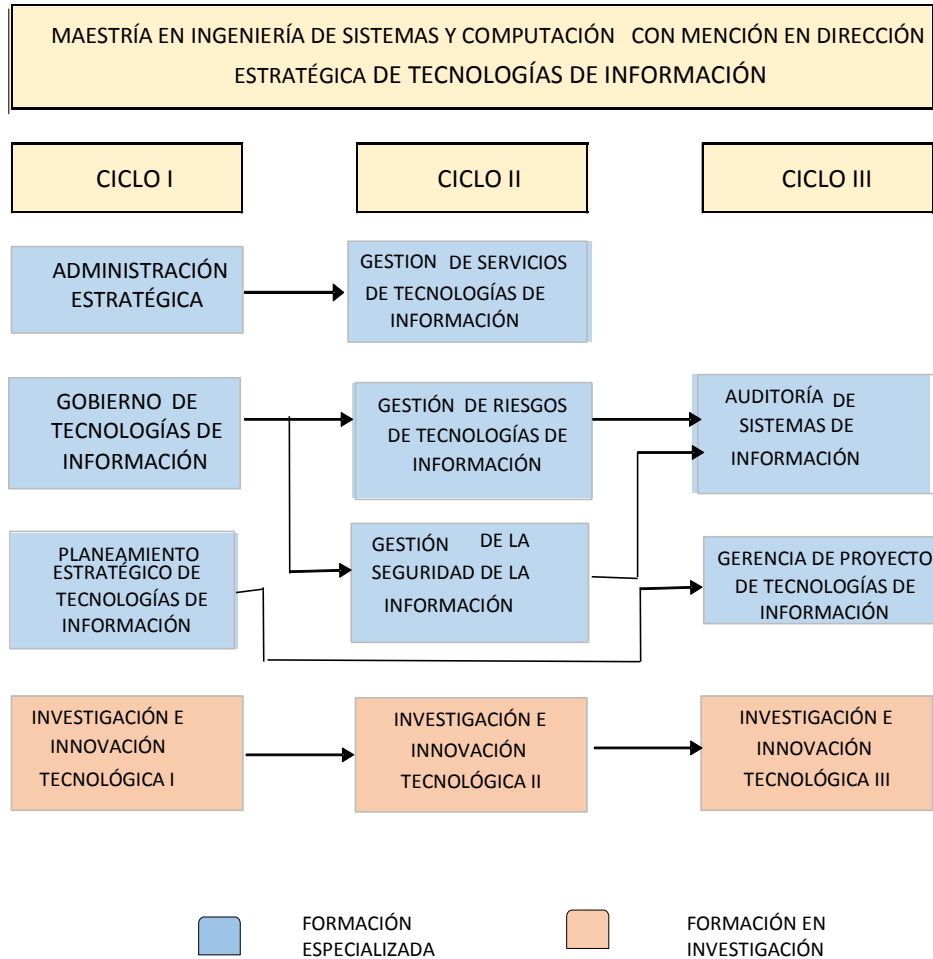 MAESTRÍA EN INGENIERÍA DE SISTEMAS Y COMPUTACIÓN CON MENCIÓN EN DIRECCIÓN
ESTRATÉGICA DE TECNOLOGÍAS DE INFORMACIÓN
CICLO I
CICLO II
CICLO III
ADMINISTRACIÓN
ESTRATÉGICA
GESTION DE SERVICIOS
DE TECNOLOGÍAS DE
INFORMACIÓN
GOBIERNO DE
TECNOLOGÍAS DE
INFORMACIÓN
GESTIÓN DE RIESGOS
DE TECNOLOGÍAS DE
INFORMACIÓN
AUDITORÍA DE
SISTEMAS DE
INFORMACIÓN
PLANEAMIENTO
ESTRATÉGICO DE
TECNOLOGÍAS DE
INFORMACIÓN
GESTIÓN DE LA
SEGURIDAD DE LA
INFORMACIÓN
GERENCIA DE PROYECTO
DE TECNOLOGÍAS DE
INFORMACIÓN
INVESTIGACIÓN E
INNOVACIÓN
TECNOLÓGICA I
INVESTIGACIÓN E
INNOVACIÓN
TECNOLÓGICA II
INVESTIGACIÓN E
INNOVACIÓN
TECNOLÓGICA III
FORMACIÓN
ESPECIALIZADA
FORMACIÓN EN
INVESTIGACIÓN